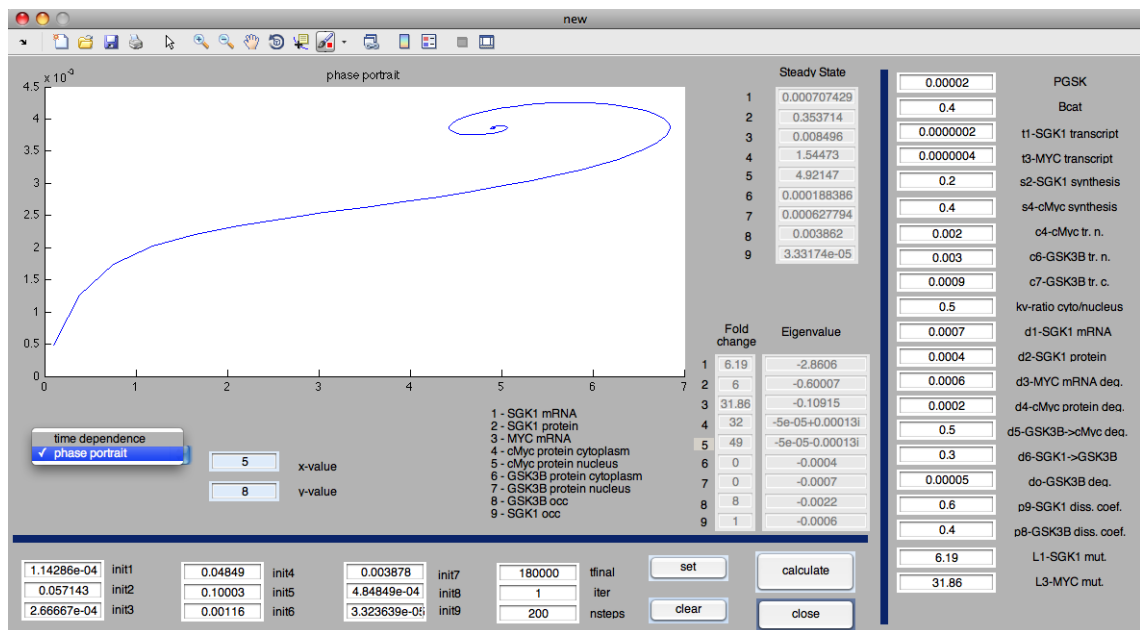 new
phase portrait
x 10^-3
4.5
4
3.5
3
2.5
2
1.5
1
0.5
0
0 1 2 3 4 5 6 7
time dependence
✓ phase portrait
5 x-value
8 y-value
1 - SGK1 mRNA
2 - SGK1 protein
3 - MYC mRNA
4 - cMyc protein cytoplasm
5 - cMyc protein nucleus
6 - GSK3B protein cytoplasm
7 - GSK3B protein nucleus
8 - GSK3B occ
9 - SGK1 occ
Steady State
1 0.000707429
2 0.353714
3 0.008496
4 1.54473
5 4.92147
6 0.000188386
7 0.000627794
8 0.003862
9 3.33174e-05
Fold change Eigenvalue
1 6.19 -2.8606
2 6 -0.60007
3 31.86 -0.10915
4 32 -5e-05+0.00013i
5 49 -5e-05-0.00013i
6 0 -0.0004
7 0 -0.0007
8 8 -0.0022
9 1 -0.0006
0.00002 PGSK
0.4 Bcat
0.0000002 t1-SGK1 transcript
0.0000004 t3-MYC transcript
0.2 s2-SGK1 synthesis
0.4 s4-cMyc synthesis
0.002 c4-cMyc tr. n.
0.003 c6-GSK3B tr. n.
0.0009 c7-GSK3B tr. c.
0.5 kv-ratio cyto/nucleus
0.0007 d1-SGK1 mRNA
0.0004 d2-SGK1 protein
0.0006 d3-MYC mRNA deg.
0.0002 d4-cMyc protein deg.
0.5 d5-GSK3B->cMyc deg.
0.3 d6-SGK1->GSK3B
0.00005 do-GSK3B deg.
0.6 p9-SGK1 diss. coef.
0.4 p8-GSK3B diss. coef.
6.19 L1-SGK1 mut.
31.86 L3-MYC mut.
1.14286e-04 init1 0.04849 init4 0.003878 init7 180000 tfinal set calculate
0.057143 init2 0.10003 init5 4.84849e-04 init8 1 iter
2.66667e-04 init3 0.00116 init6 3.323639e-05 init9 200 nsteps clear close